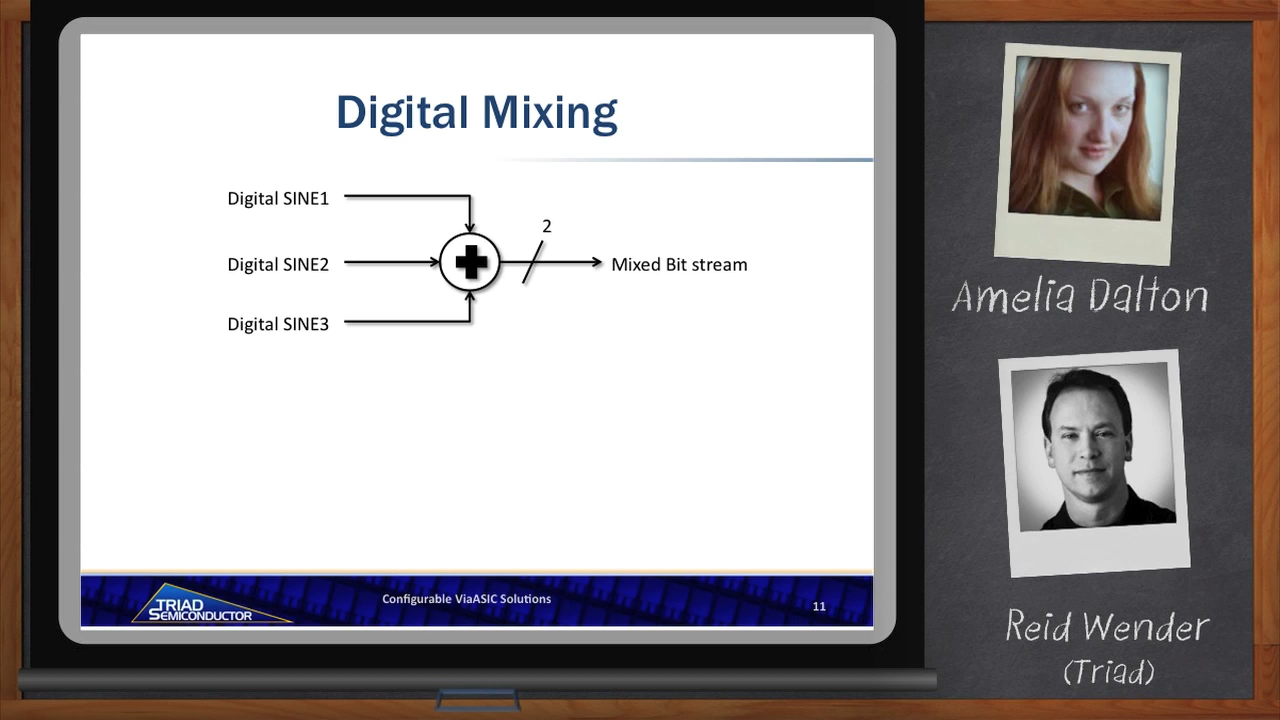 Digital Mixing
Digital SINE1
2
Digital SINE2
Mixed Bit stream
Digital SINE3
TRIAD
SEMICONDUCTOR
Configurable ViaASIC Solutions
11
Amelia Dalton
Reid Wender
(Triad)